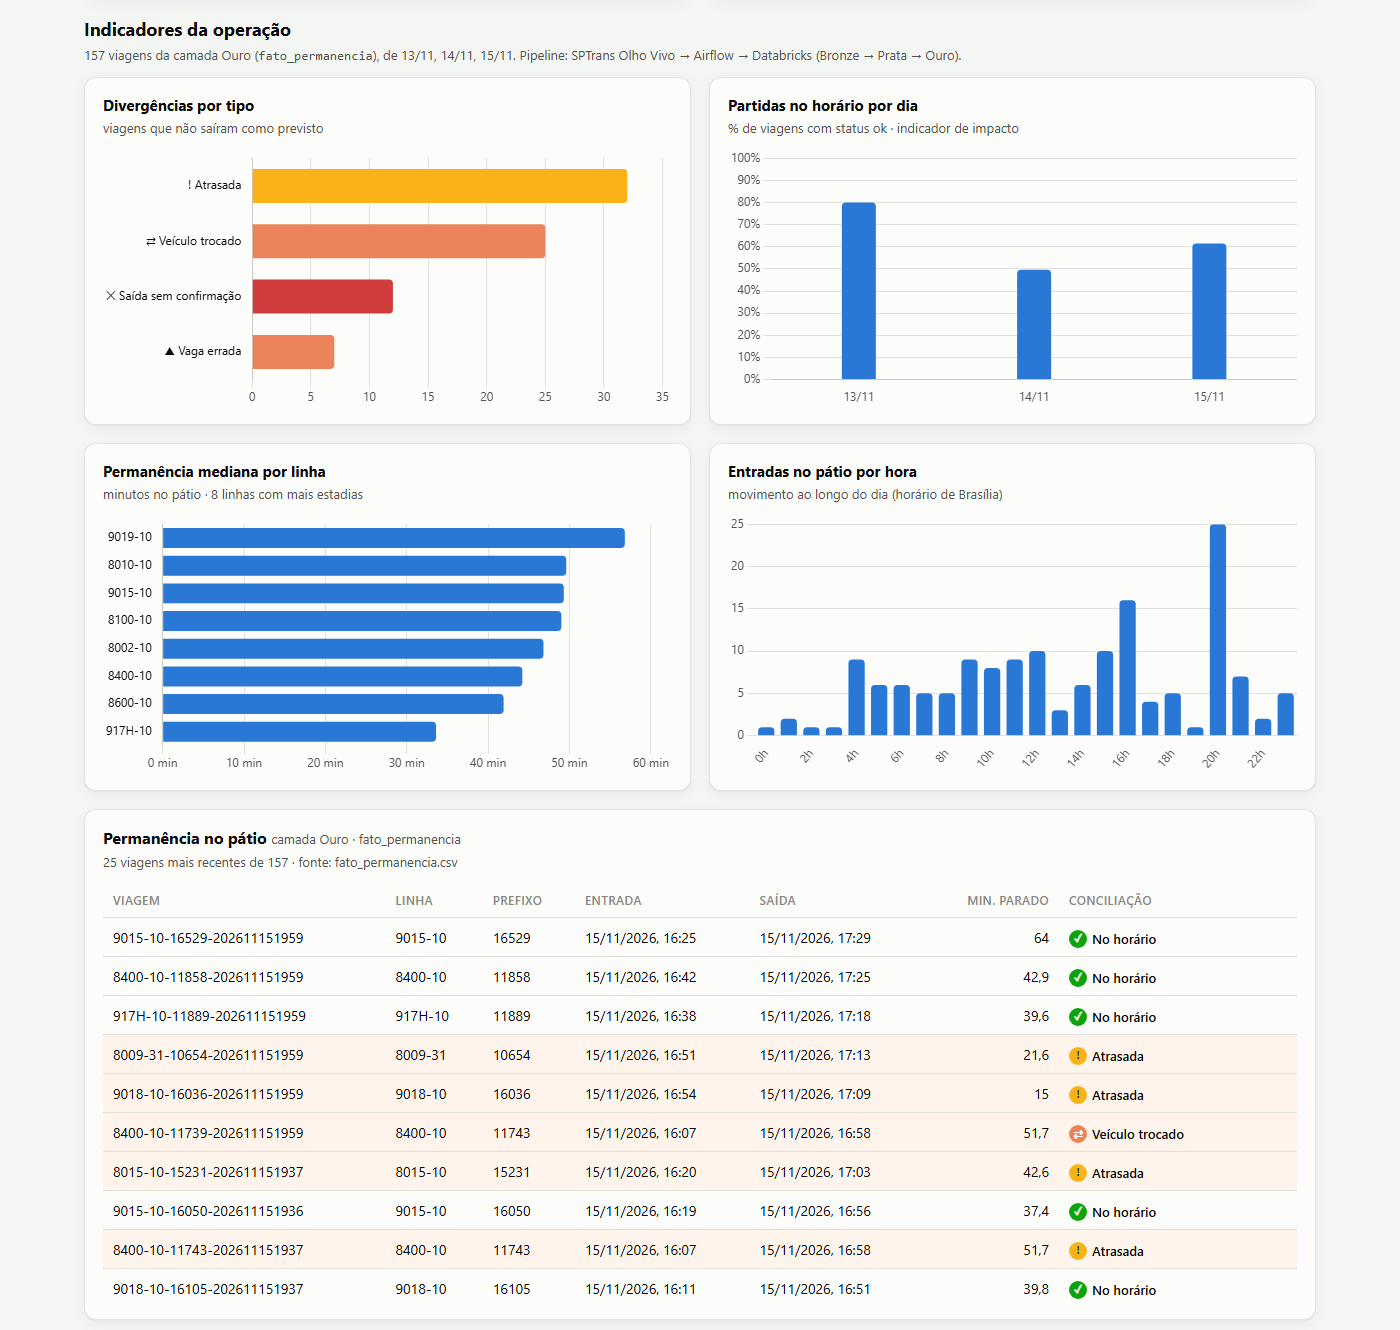 Indicadores da operação
157 viagens da camada Ouro (fato_permanencia), de 13/11, 14/11, 15/11. Pipeline: SPTrans Olho Vivo → Airflow → Databricks (Bronze → Prata → Ouro).
Divergências por tipo
viagens que não saíram como previsto
! Atrasada
⇄ Veículo trocado
✕ Saída sem confirmação
▲ Vaga errada
0 5 10 15 20 25 30 35
Partidas no horário por dia
% de viagens com status ok · indicador de impacto
100%
90%
80%
70%
60%
50%
40%
30%
20%
10%
0%
13/11 14/11 15/11
Permanência mediana por linha
minutos no pátio · 8 linhas com mais estadias
9019-10
8010-10
9015-10
8100-10
8002-10
8400-10
8600-10
917H-10
0 min 10 min 20 min 30 min 40 min 50 min 60 min
Entradas no pátio por hora
movimento ao longo do dia (horário de Brasília)
25
20
15
10
5
0
0h 2h 4h 6h 8h 10h 12h 14h 16h 18h 20h 22h
Permanência no pátio camada Ouro · fato_permanencia
25 viagens mais recentes de 157 · fonte: fato_permanencia.csv
VIAGEM LINHA PREFIXO ENTRADA SAÍDA MIN. PARADO CONCILIAÇÃO
9015-10-16529-202611151959 9015-10 16529 15/11/2026, 16:25 15/11/2026, 17:29 64 ✓ No horário
8400-10-11858-202611151959 8400-10 11858 15/11/2026, 16:42 15/11/2026, 17:25 42,9 ✓ No horário
917H-10-11889-202611151959 917H-10 11889 15/11/2026, 16:38 15/11/2026, 17:18 39,6 ✓ No horário
8009-31-10654-202611151959 8009-31 10654 15/11/2026, 16:51 15/11/2026, 17:13 21,6 ! Atrasada
9018-10-16036-202611151959 9018-10 16036 15/11/2026, 16:54 15/11/2026, 17:09 15 ! Atrasada
8400-10-11739-202611151959 8400-10 11743 15/11/2026, 16:07 15/11/2026, 16:58 51,7 ⇄ Veículo trocado
8015-10-15231-202611151937 8015-10 15231 15/11/2026, 16:20 15/11/2026, 17:03 42,6 ! Atrasada
9015-10-16050-202611151936 9015-10 16050 15/11/2026, 16:19 15/11/2026, 16:56 37,4 ✓ No horário
8400-10-11743-202611151937 8400-10 11743 15/11/2026, 16:07 15/11/2026, 16:58 51,7 ! Atrasada
9018-10-16105-202611151937 9018-10 16105 15/11/2026, 16:11 15/11/2026, 16:51 39,8 ✓ No horário